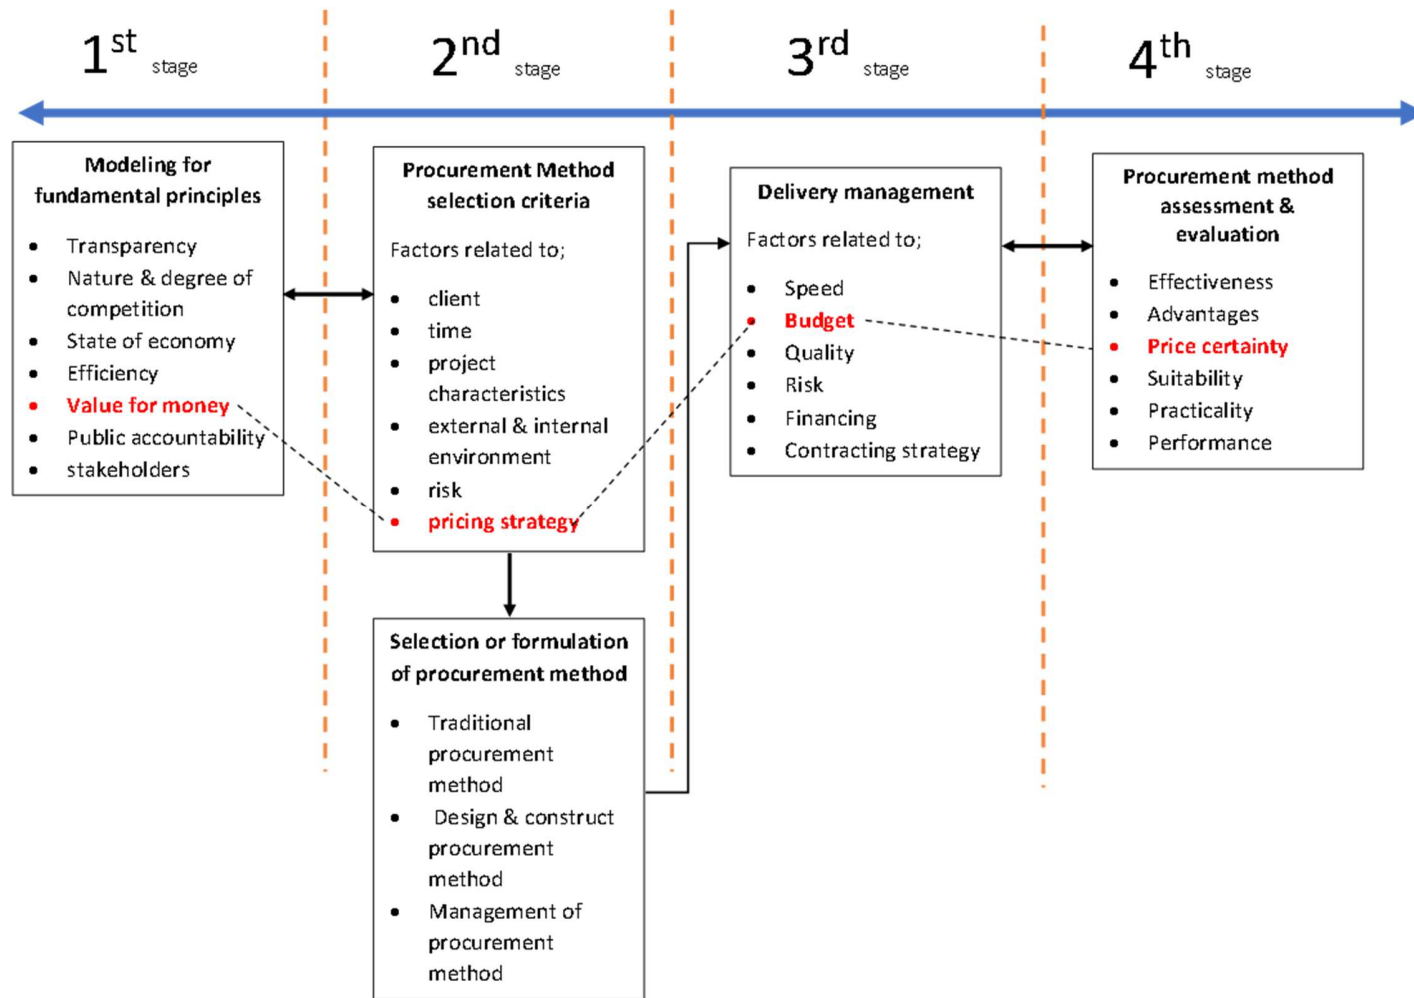 1st stage
2nd stage
3rd stage
4th stage
Modeling for
fundamental principles
• Transparency
• Nature & degree of
competition
• State of economy
• Efficiency
• Value for money
• Public accountability
• stakeholders
Procurement Method
selection criteria
Factors related to;
• client
• time
• project
characteristics
• external & internal
environment
• risk
• pricing strategy
Selection or formulation
of procurement method
• Traditional
procurement
method
• Design & construct
procurement
method
• Management of
procurement
method
Delivery management
Factors related to;
• Speed
• Budget
• Quality
• Risk
• Financing
• Contracting strategy
Procurement method
assessment &
evaluation
• Effectiveness
• Advantages
• Price certainty
• Suitability
• Practicality
• Performance